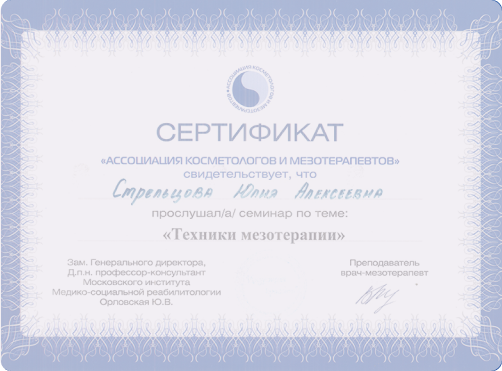 АССОЦИАЦИЯ КОСМЕТОЛОГОВ И МЕЗОТЕРАПЕВТОВ
СЕРТИФИКАТ
«АССОЦИАЦИЯ КОСМЕТОЛОГОВ И МЕЗОТЕРАПЕВТОВ»
свидетельствует, что
Стрельцова Юлия Алексеевна
прослушал/а/ семинар по теме:
«Техники мезотерапии»
Зам. Генерального директора,
Д.п.н. профессор-консультант
Московского института
Медико-социальной реабилитологии
Орловская Ю.В.
Преподаватель
врач-мезотерапевт